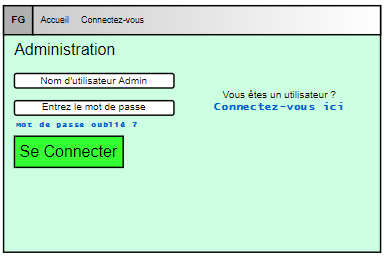 FG Accueil Connectez-vous
Administration
Nom d'utilisateur Admin
Entrez le mot de passe
Mot de passe oublié ?
Se Connecter
Vous êtes un utilisateur ?
Connectez-vous ici